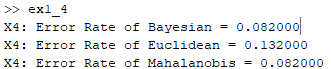 >> ex1_4
X4: Error Rate of Bayesian = 0.082000
X4: Error Rate of Euclidean = 0.132000
X4: Error Rate of Mahalanobis = 0.082000